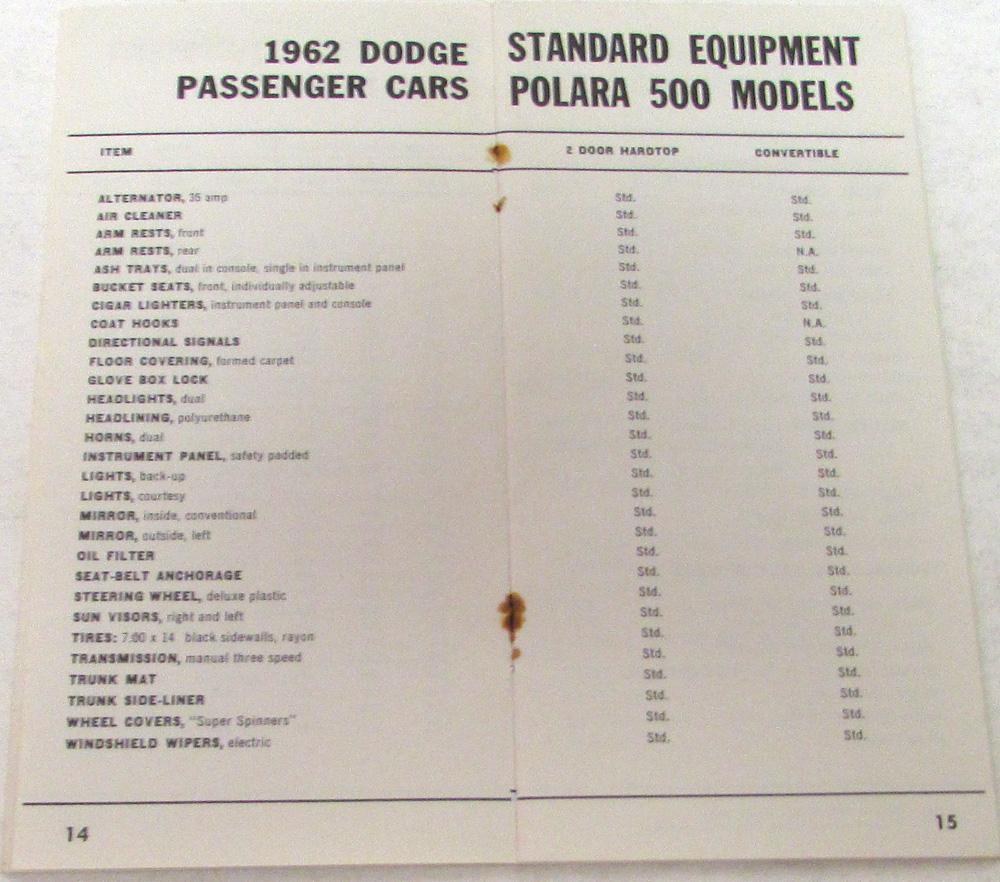 1962 DODGE STANDARD EQUIPMENT
PASSENGER CARS POLARA 500 MODELS
ITEM 2 DOOR HARDTOP CONVERTIBLE
ALTERNATOR, 35 amp Std. Std.
AIR CLEANER Std. Std.
ARM RESTS, front Std. Std.
ARM RESTS, rear Std. N.A.
ASH TRAYS, dual in console, single in instrument panel Std. Std.
BUCKET SEATS, front, individually adjustable Std. Std.
CIGAR LIGHTERS, instrument panel and console Std. Std.
COAT HOOKS Std. N.A.
DIRECTIONAL SIGNALS Std. Std.
FLOOR COVERING, formed carpet Std. Std.
GLOVE BOX LOCK Std. Std.
HEADLIGHTS, dual Std. Std.
HEADLINING, polyurethane Std. Std.
HORNS, dual Std. Std.
INSTRUMENT PANEL, safety padded Std. Std.
LIGHTS, back-up Std. Std.
LIGHTS, courtesy Std. Std.
MIRROR, inside, conventional Std. Std.
MIRROR, outside, left Std. Std.
OIL FILTER Std. Std.
SEAT-BELT ANCHORAGE Std. Std.
STEERING WHEEL, deluxe plastic Std. Std.
SUN VISORS, right and left Std. Std.
TIRES: 7.00 x 14 black sidewalls, rayon Std. Std.
TRANSMISSION, manual three speed Std. Std.
TRUNK MAT Std. Std.
TRUNK SIDE-LINER Std. Std.
WHEEL COVERS, "Super Spinners" Std. Std.
WINDSHIELD WIPERS, electric Std. Std.
14 15